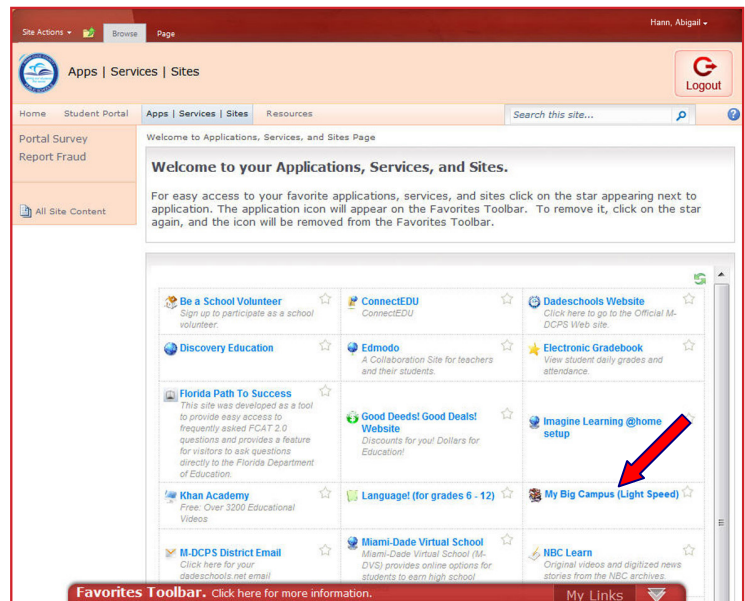 Hann, Abigail
Site Actions
Browse
Page
Apps | Services | Sites
Logout
Home
Student Portal
Apps | Services | Sites
Resources
Search this site...
Portal Survey
Report Fraud
All Site Content
Welcome to Applications, Services, and Sites Page
Welcome to your Applications, Services, and Sites.
For easy access to your favorite applications, services, and sites click on the star appearing next to
application. The application icon will appear on the Favorites Toolbar. To remove it, click on the star
again, and the icon will be removed from the Favorites Toolbar.
Be a School Volunteer
Sign up to participate as a school
volunteer.
ConnectEDU
ConnectEDU
Dadeschools Website
Click here to go to the Official M-
DCPS Web site.
Discovery Education
Edmodo
A Collaboration Site for teachers
and their students.
Electronic Gradebook
View student daily grades and
attendance.
Florida Path To Success
This site was developed as a tool
to provide easy access to
frequently asked FCAT 2.0
questions and provides a feature
for visitors to ask questions
directly to the Florida Department
of Education.
Good Deeds! Good Deals!
Website
Discounts for you! Dollars for
Education!
Imagine Learning @home
setup
Khan Academy
Free: Over 3200 Educational
Videos
Language! (for grades 6 - 12)
My Big Campus (Light Speed)
M-DCPS District Email
Click here for your
dadeschools.net email
Miami-Dade Virtual School
Miami-Dade Virtual School (M-
DVS) provides online options for
students to earn high school
NBC Learn
Original videos and digitized news
stories from the NBC archives
Favorites Toolbar. Click here for more information.
My Links